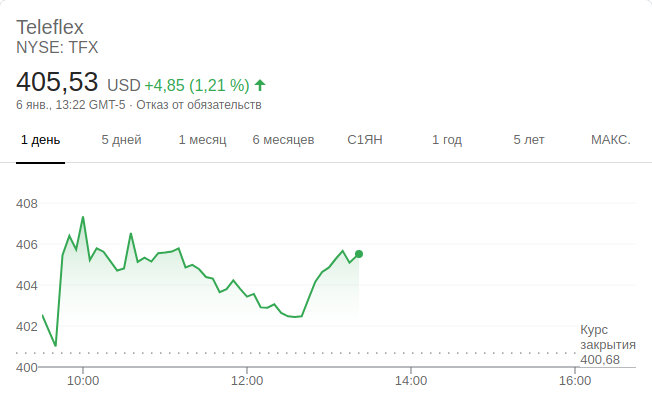 Teleflex
NYSE: TFX
405,53 USD +4,85 (1,21 %)
6 янв., 13:22 GMT-5 · Отказ от обязательств
1 день 5 дней 1 месяц 6 месяцев С1ЯН 1 год 5 лет МАКС.
408
406
404
402
400
Курс
закрытия
400,68
10:00 12:00 14:00 16:00